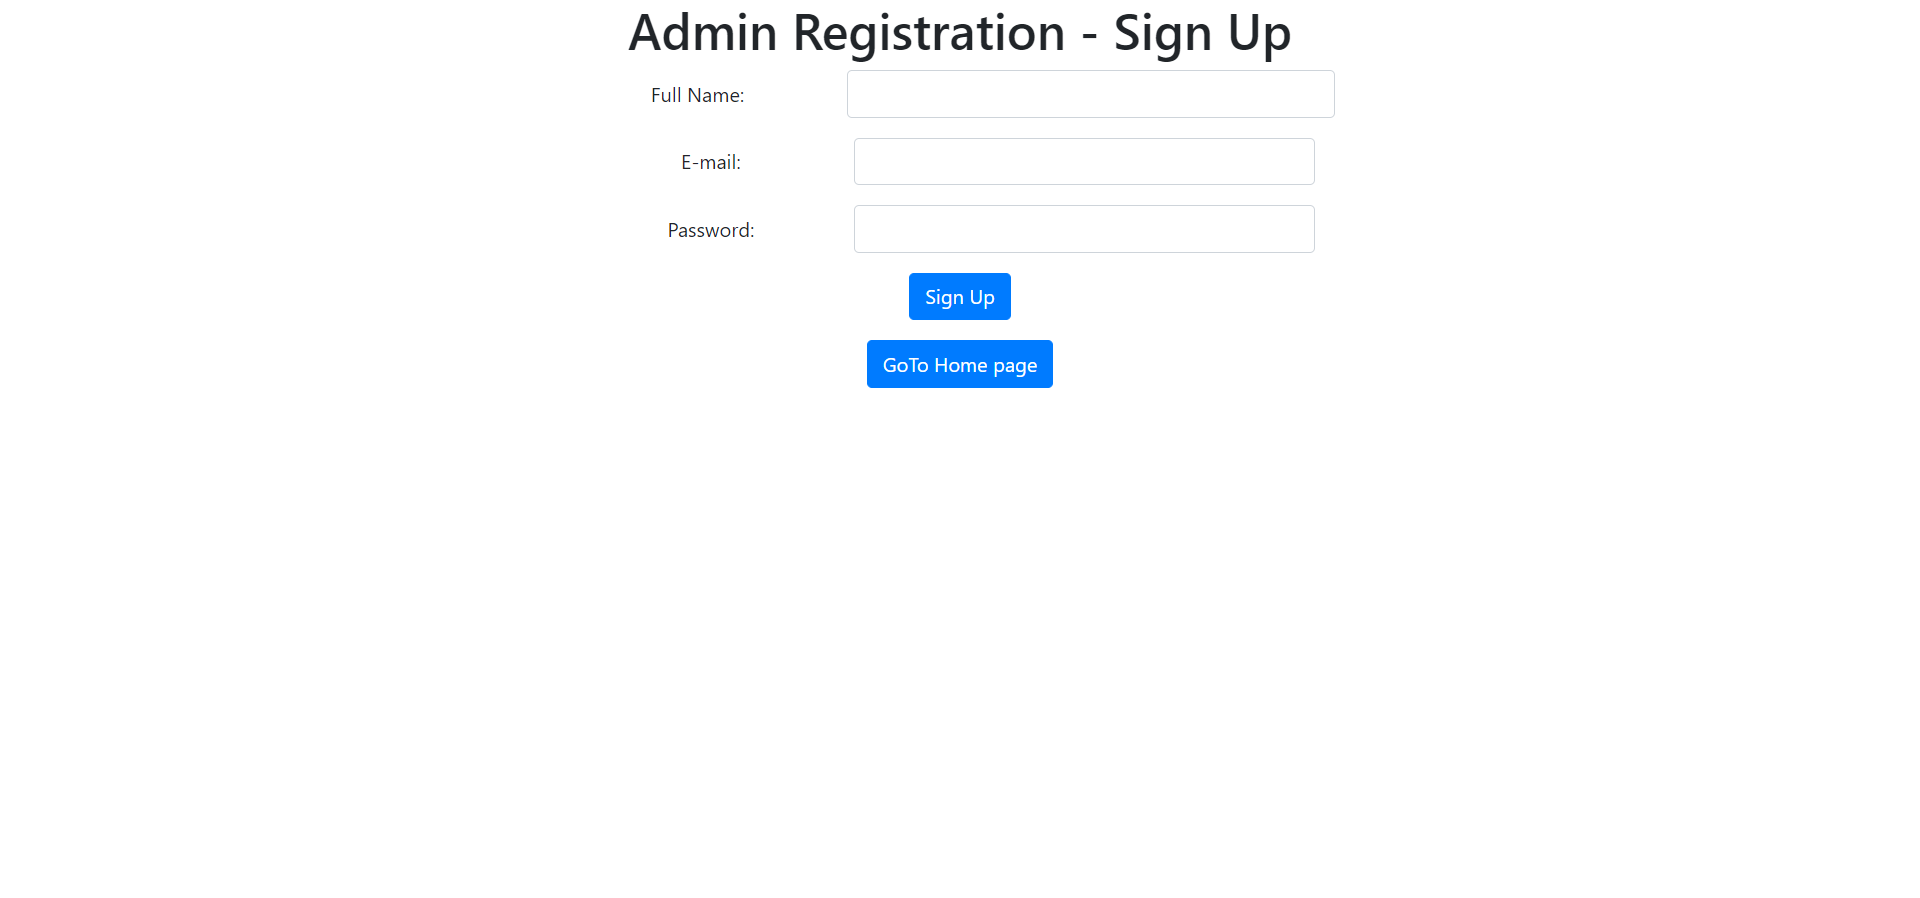 Admin Registration - Sign Up
Full Name:
E-mail:
Password:
Sign Up
GoTo Home page